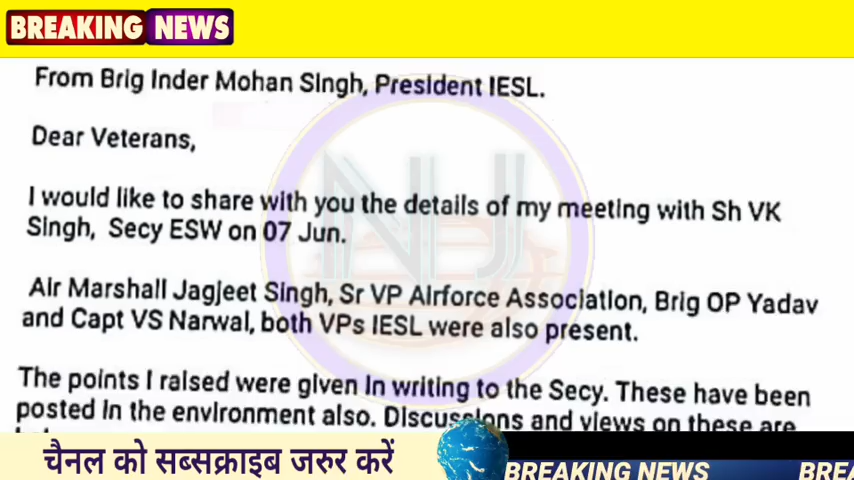 BREAKING NEWS
From Brig Inder Mohan Singh, President IESL.
Dear Veterans,
I would like to share with you the details of my meeting with Sh VK
Singh, Secy ESW on 07 Jun.
Air Marshall Jagjeet Singh, Sr VP Airforce Association, Brig OP Yadav
and Capt VS Narwal, both VPs IESL were also present.
The points I raised were given in writing to the Secy. These have been
posted in the environment also. Discussions and views on these are
NJ
चैनल को सब्सक्राइब जरुर करें
BREAKING NEWS
BREA